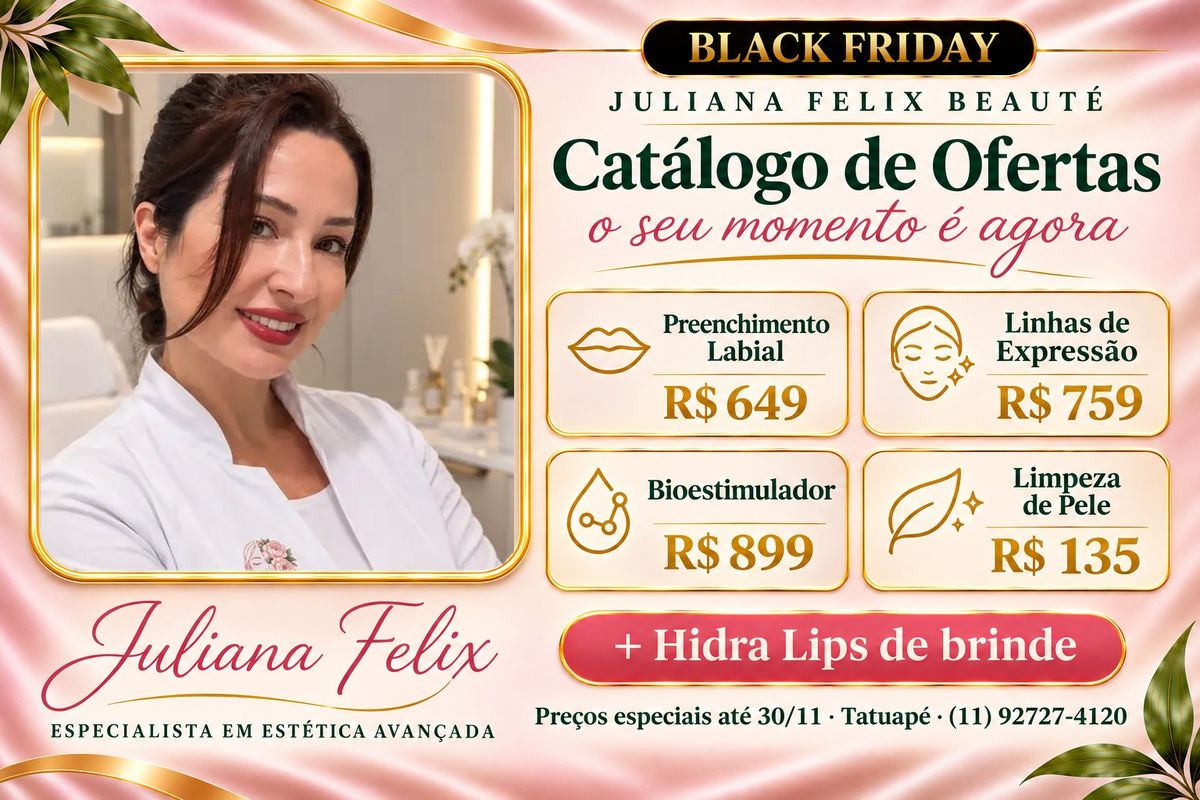 BLACK FRIDAY
JULIANA FELIX BEAUTÉ
Catálogo de Ofertas
o seu momento é agora
Preenchimento
Labial
R$ 649
Linhas de
Expressão
R$ 759
Bioestimulador
R$ 899
Limpeza
de Pele
R$ 135
+ Hidra Lips de brinde
Preços especiais até 30/11 · Tatuapé · (11) 92727-4120
Juliana Felix
ESPECIALISTA EM ESTÉTICA AVANÇADA